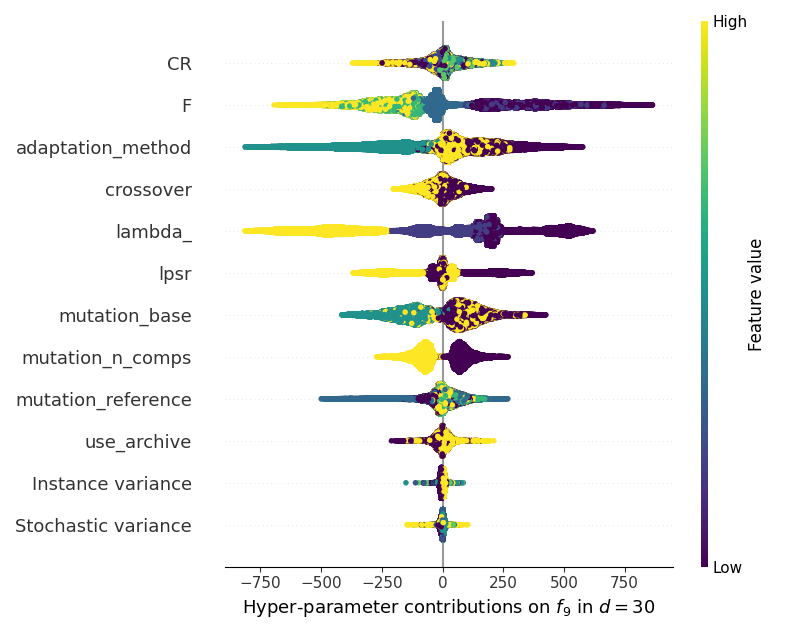 High
CR
F
adaptation_method
crossover
lambda_
lpsr
mutation_base
mutation_n_comps
mutation_reference
use_archive
Instance variance
Stochastic variance
Feature value
Low
−750 −500 −250 0 250 500 750
Hyper-parameter contributions on f₉ in d = 30